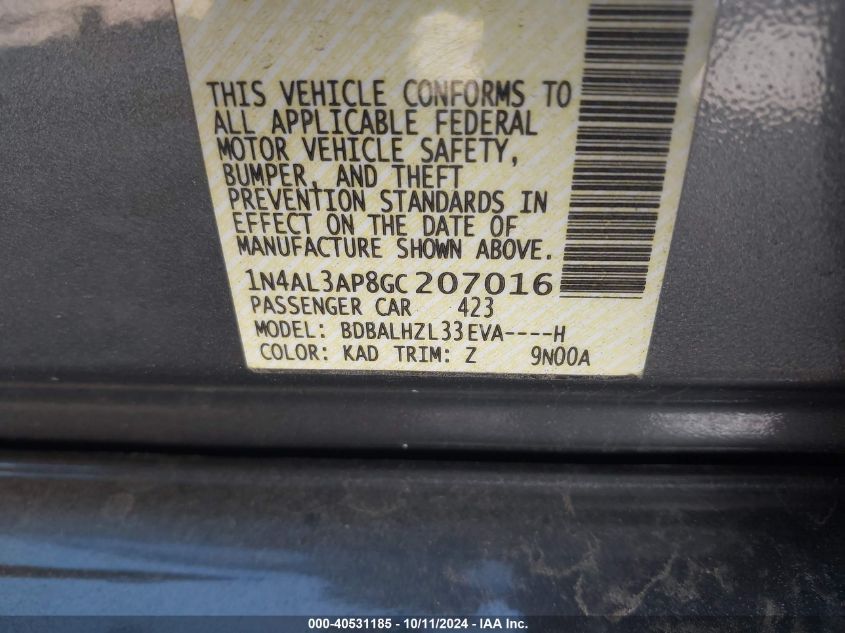 THIS VEHICLE CONFORMS TO
ALL APPLICABLE FEDERAL
MOTOR VEHICLE SAFETY,
BUMPER, AND THEFT
PREVENTION STANDARDS IN
EFFECT ON THE DATE OF
MANUFACTURE SHOWN ABOVE.
1N4AL3AP8GC207016
PASSENGER CAR 423
MODEL: BDBALHZL33EVA----H
COLOR: KAD TRIM: Z 9N00A
000-40531185 - 10/11/2024 - IAA Inc.